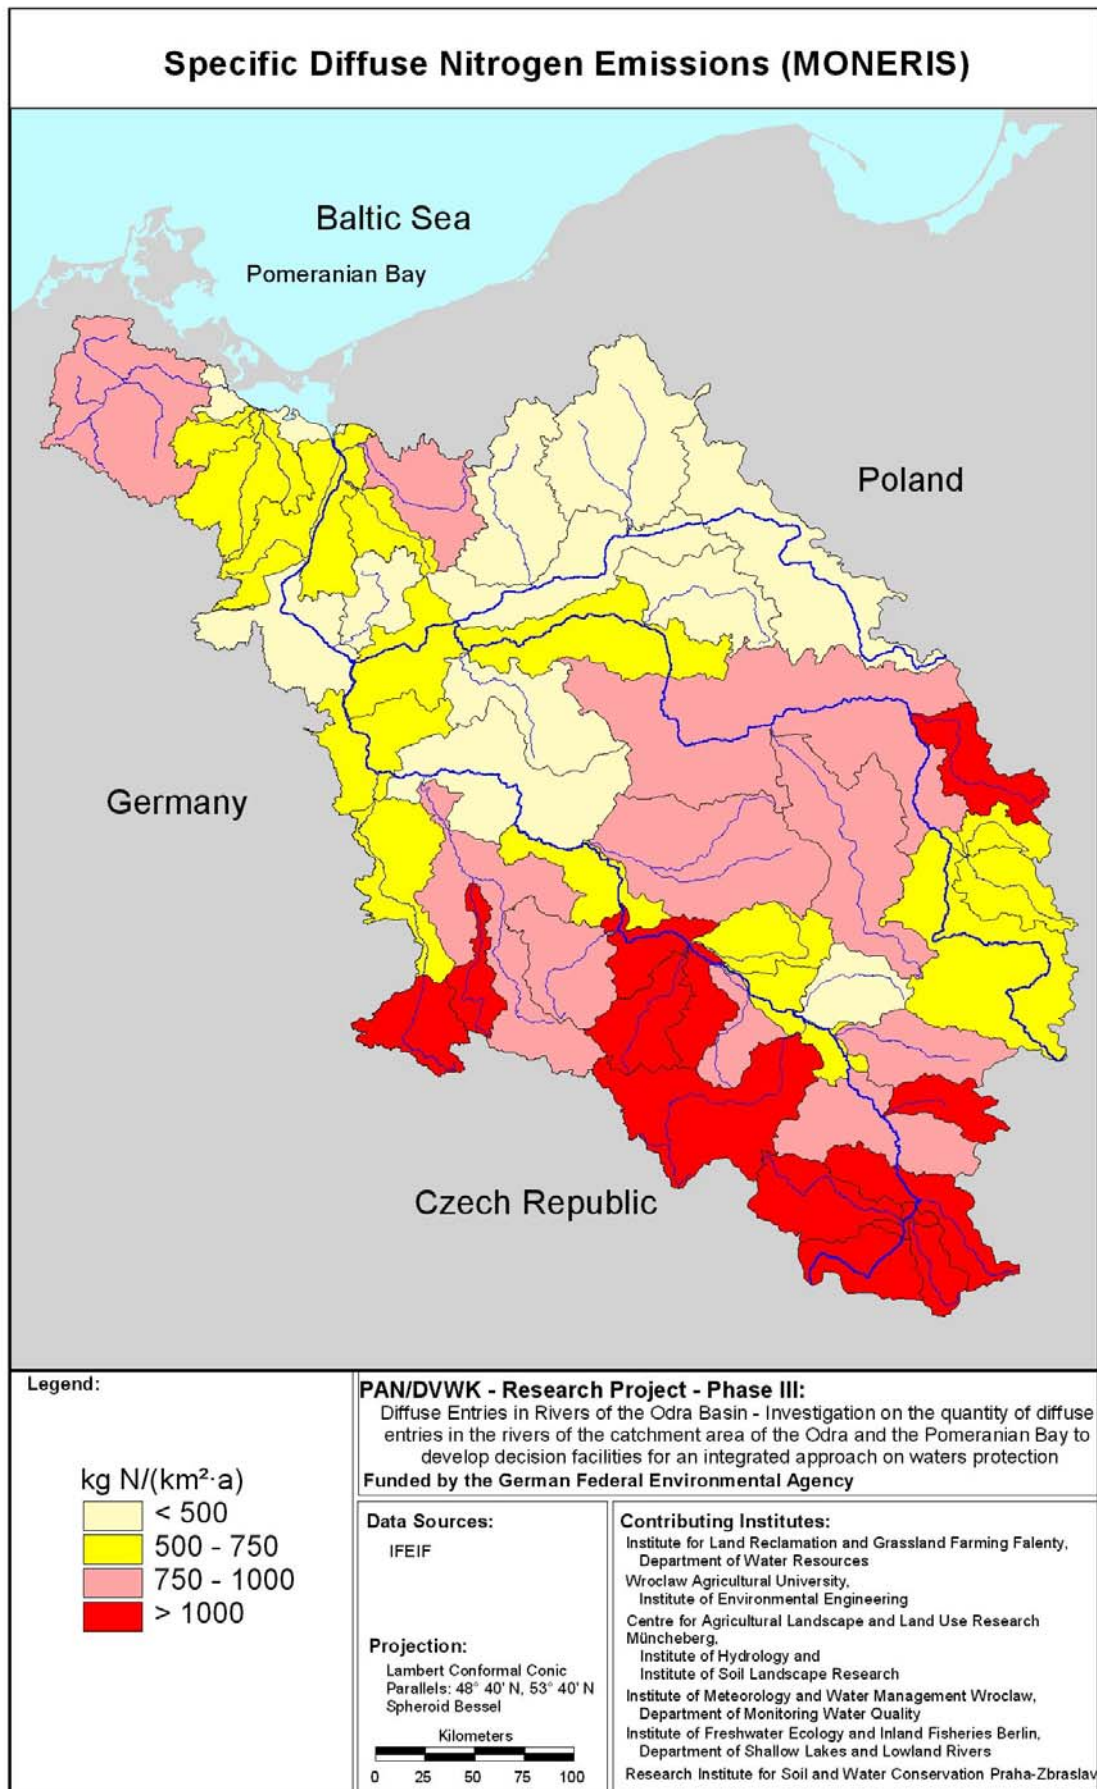 Specific Diffuse Nitrogen Emissions (MONERIS)
Baltic Sea
Pomeranian Bay
Poland
Germany
Czech Republic
Legend:
kg N/(km²·a)
< 500
500 - 750
750 - 1000
> 1000
PAN/DVWK - Research Project - Phase III:
Diffuse Entries in Rivers of the Odra Basin - Investigation on the quantity of diffuse
entries in the rivers of the catchment area of the Odra and the Pomeranian Bay to
develop decision facilities for an integrated approach on waters protection
Funded by the German Federal Environmental Agency
Data Sources:
IFEIF
Projection:
Lambert Conformal Conic
Parallels: 48° 40' N, 53° 40' N
Spheroid Bessel
Kilometers
0 25 50 75 100
Contributing Institutes:
Institute for Land Reclamation and Grassland Farming Falenty,
Department of Water Resources
Wroclaw Agricultural University,
Institute of Environmental Engineering
Centre for Agricultural Landscape and Land Use Research
Müncheberg,
Institute of Hydrology and
Institute of Soil Landscape Research
Institute of Meteorology and Water Management Wroclaw,
Department of Monitoring Water Quality
Institute of Freshwater Ecology and Inland Fisheries Berlin,
Department of Shallow Lakes and Lowland Rivers
Research Institute for Soil and Water Conservation Praha-Zbraslav